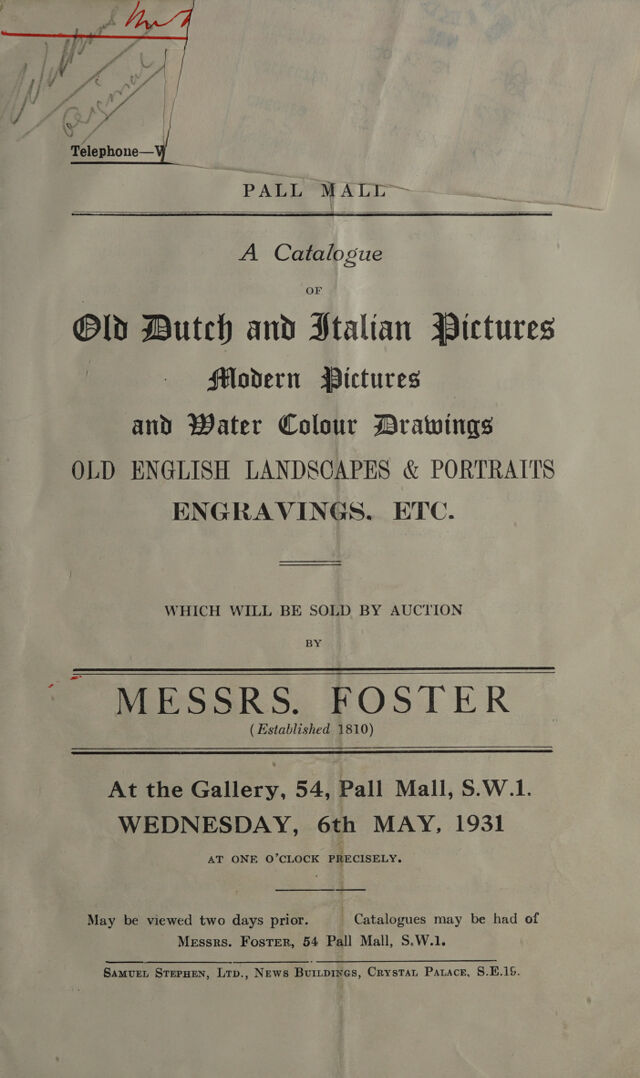 Original
Telephone—W
PALL MALL
A Catalogue
OF
Old Dutch and Italian Pictures
Modern Pictures
and Water Colour Drawings
OLD ENGLISH LANDSCAPES & PORTRAITS
ENGRAVINGS. ETC.
WHICH WILL BE SOLD BY AUCTION
BY
MESSRS. FOSTER
(Established 1810)
At the Gallery, 54, Pall Mall, S.W.1.
WEDNESDAY, 6th MAY, 1931
AT ONE O'CLOCK PRECISELY.
May be viewed two days prior. Catalogues may be had of
Messrs. Foster, 54 Pall Mall, S.W.1.
Samuel Stephen, Ltd., News Buildings, Crystal Palace, S.E.19.